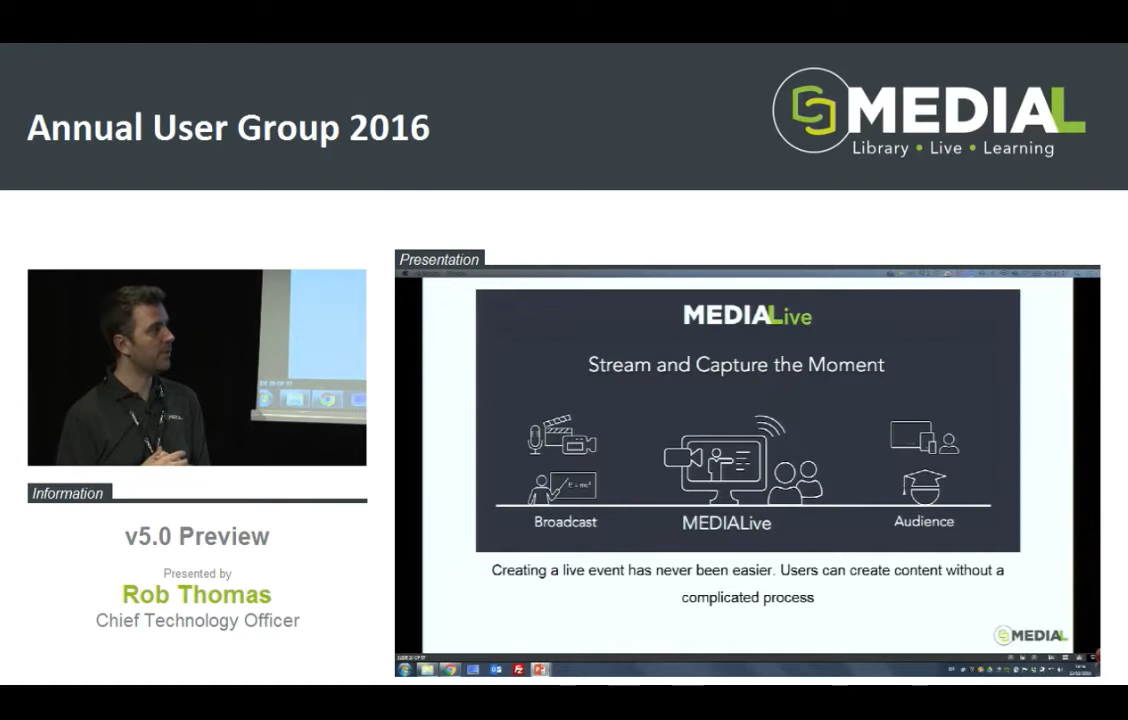 Annual User Group 2016
MEDIAL
Library • Live • Learning
Presentation
MEDIALive
Stream and Capture the Moment
E = mc²
Broadcast
MEDIALive
Audience
Creating a live event has never been easier. Users can create content without a
complicated process
MEDIAL
Information
v5.0 Preview
Presented by
Rob Thomas
Chief Technology Officer